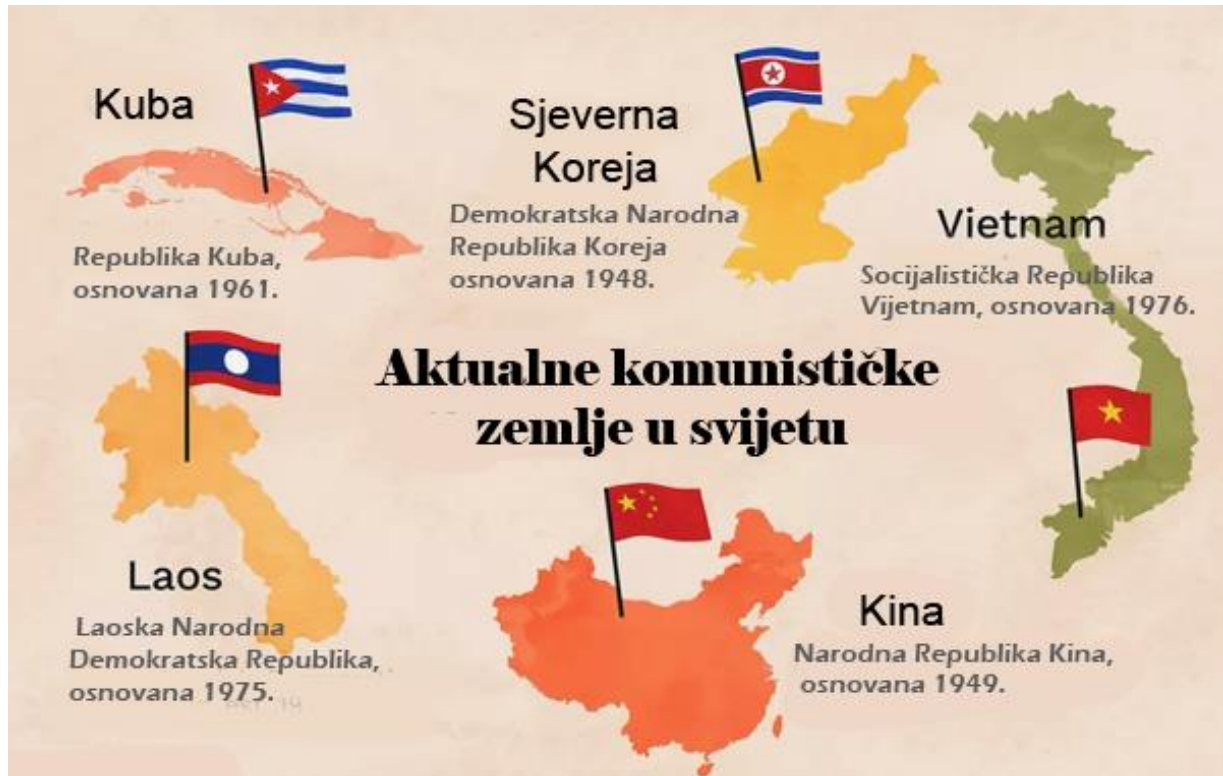 Kuba
Republika Kuba,
osnovana 1961.
Sjeverna
Koreja
Demokratska Narodna
Republika Koreja
osnovana 1948.
Vietnam
Socijalistička Republika
Vijetnam, osnovana 1976.
Aktualne komunističke
zemlje u svijetu
Laos
Laoska Narodna
Demokratska Republika,
osnovana 1975.
Kina
Narodna Republika Kina,
osnovana 1949.